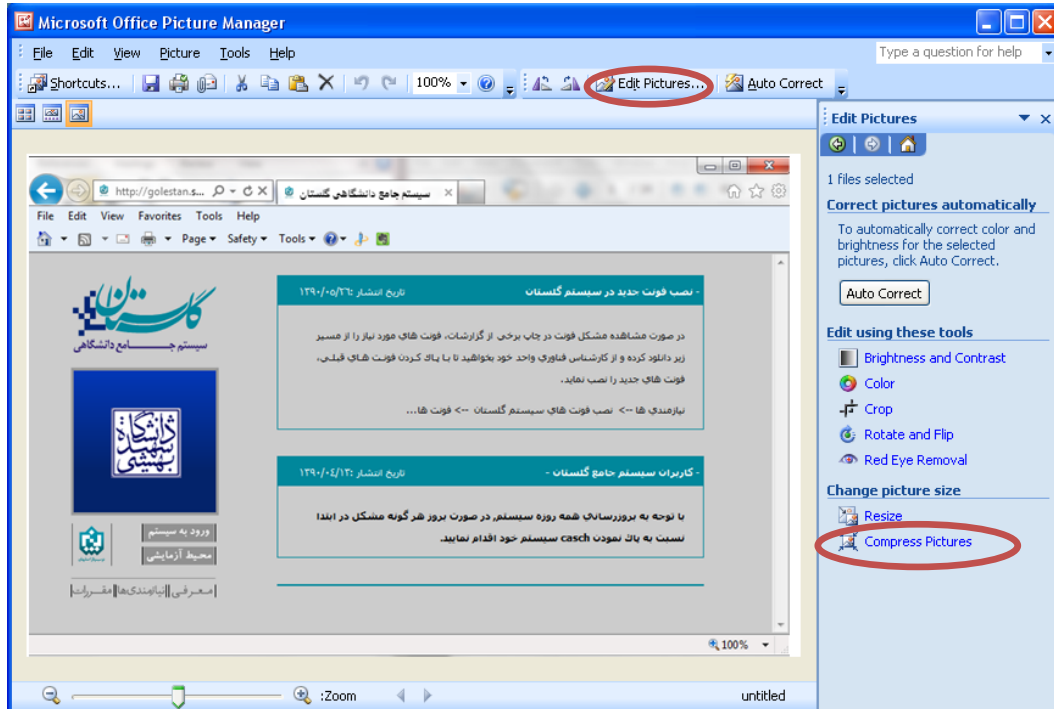 Microsoft Office Picture Manager
File Edit View Picture Tools Help
Type a question for help
Shortcuts... 100% Edit Pictures... Auto Correct
Edit Pictures
1 files selected
Correct pictures automatically
To automatically correct color and
brightness for the selected
pictures, click Auto Correct.
Auto Correct
Edit using these tools
Brightness and Contrast
Color
Crop
Rotate and Flip
Red Eye Removal
Change picture size
Resize
Compress Pictures
http://golestan.s... سیستم جامع دانشگاهی گلستان
File Edit View Favorites Tools Help
Page Safety Tools
گلستان
سیستم جــــامع دانشگاهی
دانشگاه
شهید
بهشتی
ورود به سیستم
محیط آزمایشی
معرفی|نیازمندی‌ها|مقررات
- نصب فونت جدید در سیستم گلستان تاریخ انتشار :۱۳۹۰/۰۵/۲۶
در صورت مشاهده مشکل فونت در چاپ برخی از گزارشات، فونت های مورد نیاز را از مسیر
زیر دانلود کرده و از کارشناس فناوری واحد خود بخواهید تا با پاک کردن فونت های قبلی،
فونت های جدید را نصب نماید.
نیازمندی ها --> نصب فونت های سیستم گلستان --> فونت ها...
- کاربران سیستم جامع گلستان - تاریخ انتشار :۱۳۹۰/۰۴/۱۳
با توجه به بروزرسانی همه روزه سیستم, در صورت بروز هر گونه مشکل در ابتدا
نسبت به پاک نمودن casch سیستم خود اقدام نمایید.
100%
:Zoom
untitled